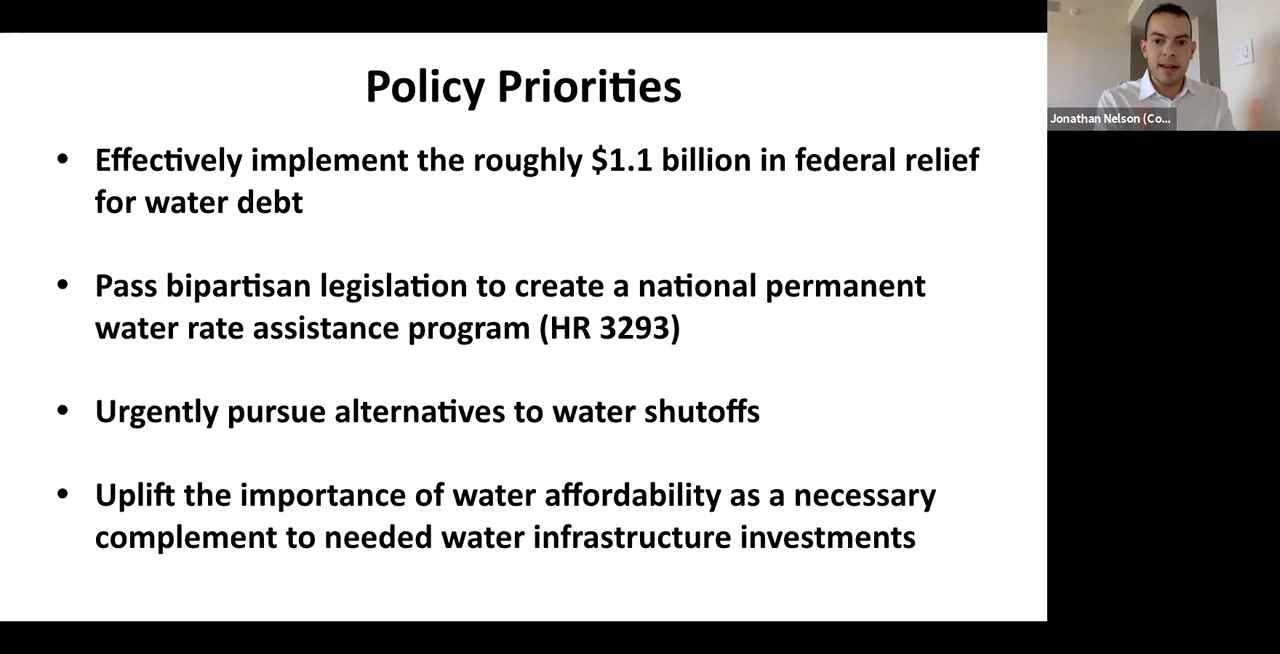 Policy Priorities
• Effectively implement the roughly $1.1 billion in federal relief
for water debt
• Pass bipartisan legislation to create a national permanent
water rate assistance program (HR 3293)
• Urgently pursue alternatives to water shutoffs
• Uplift the importance of water affordability as a necessary
complement to needed water infrastructure investments
Jonathan Nelson (Co...